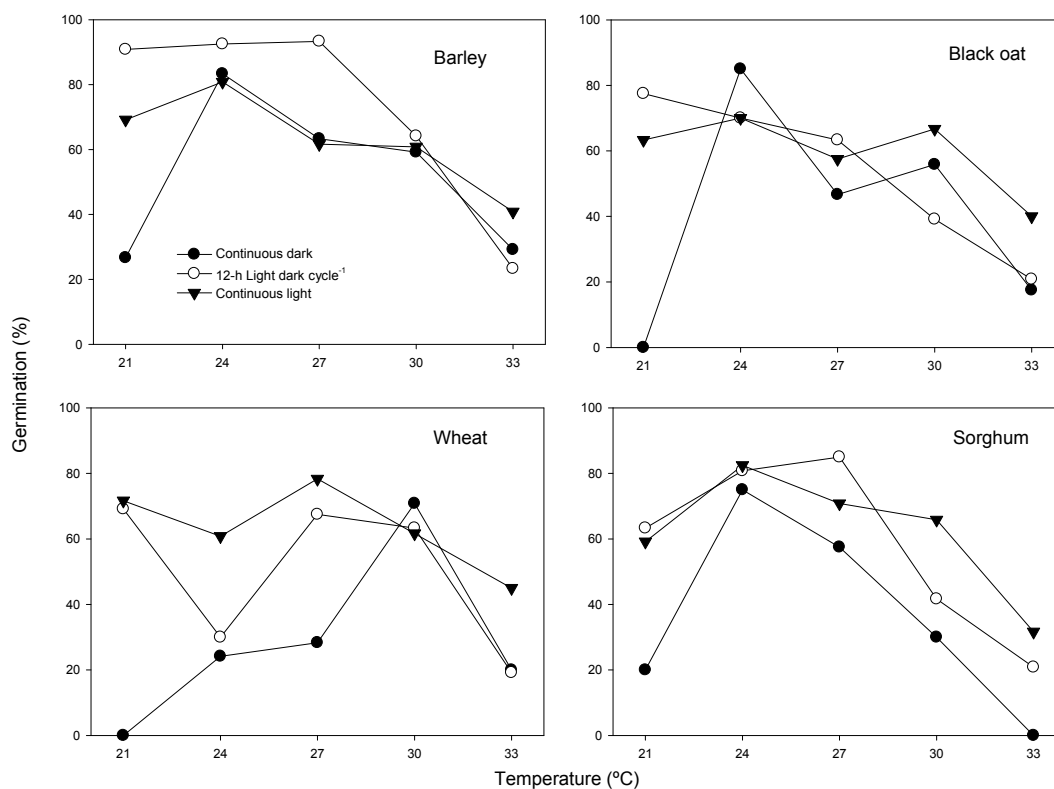 100
80
60
40
20
0
Barley
Continuous dark
12-h Light dark cycle-1
Continuous light
21 24 27 30 33
100
80
60
40
20
0
Black oat
21 24 27 30 33
Germination (%)
100
80
60
40
20
0
Wheat
21 24 27 30 33
100
80
60
40
20
0
Sorghum
21 24 27 30 33
Temperature (ºC)